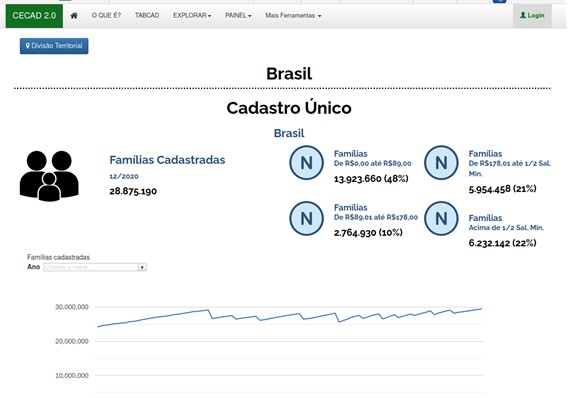 CECAD 2.0
O QUE É?
TABCAD
EXPLORAR
PAINEL
Mais Ferramentas
Login
Divisão Territorial
Brasil
Cadastro Único
Brasil
Famílias Cadastradas
12/2020
28.875.190
N
Famílias
De R$0,00 até R$89,00
13.923.660 (48%)
N
Famílias
De R$178,01 até 1/2 Sal.
Min.
5.954.458 (21%)
N
Famílias
De R$89,01 até R$178,00
2.764.930 (10%)
N
Famílias
Acima de 1/2 Sal. Min.
6.232.142 (22%)
Famílias cadastradas
Ano
Choose a value...
30,000,000
20,000,000
10,000,000